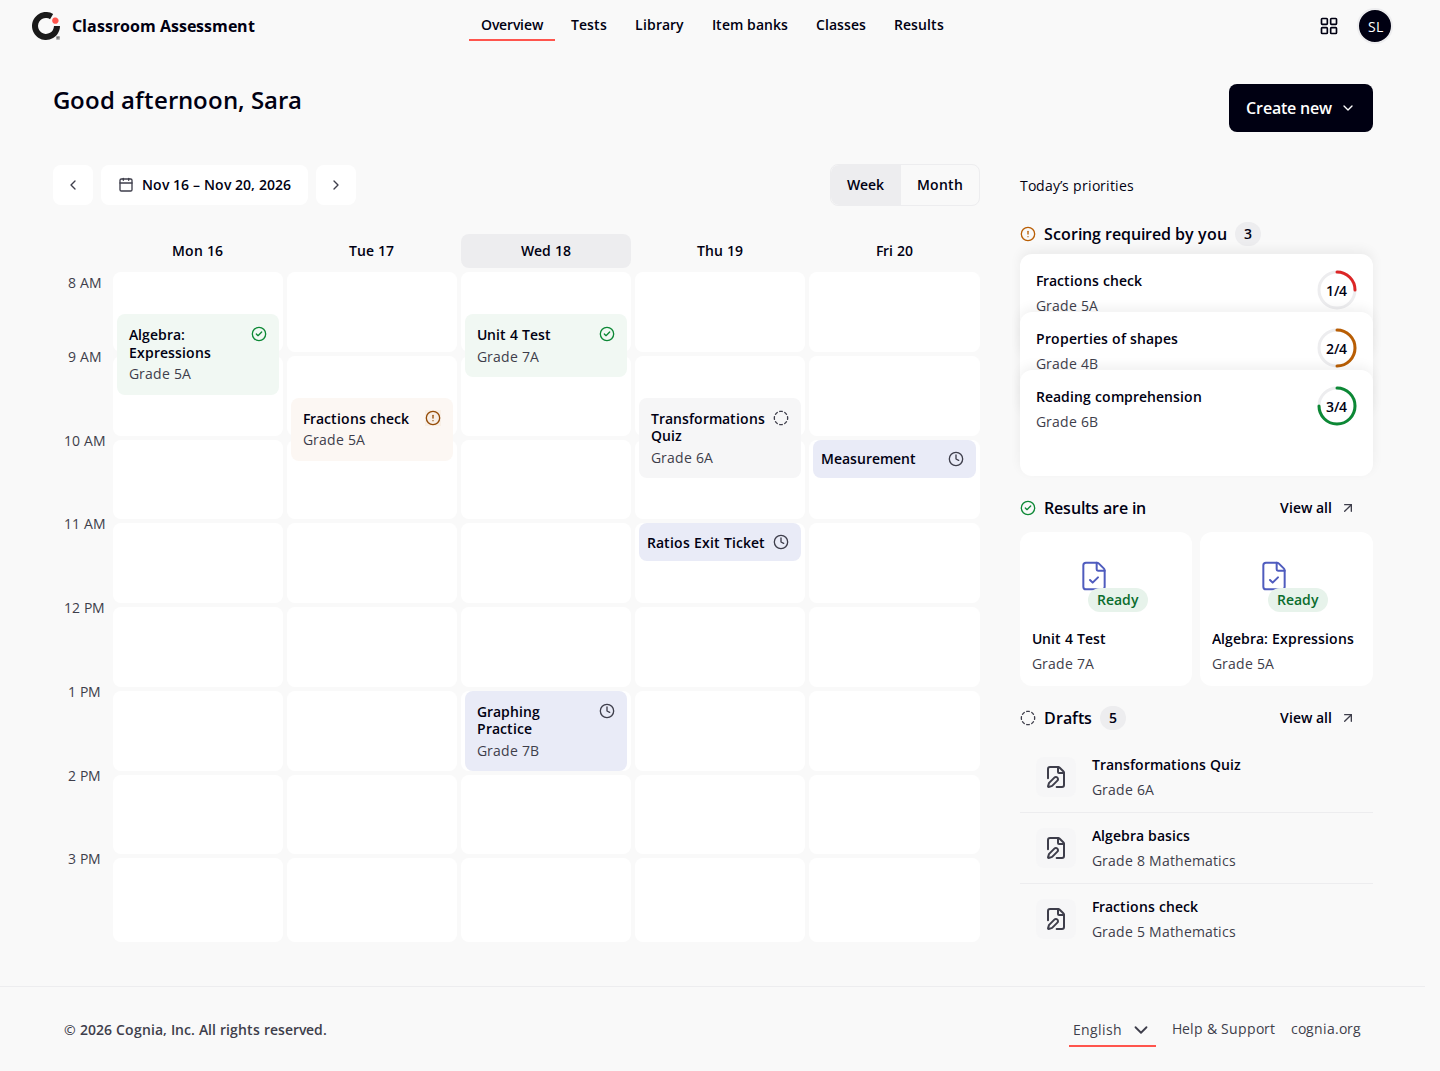 Classroom Assessment
Overview
Tests
Library
Item banks
Classes
Results
SL
Good afternoon, Sara
Create new
Nov 16 – Nov 20, 2026
Week
Month
Mon 16
Tue 17
Wed 18
Thu 19
Fri 20
8 AM
9 AM
10 AM
11 AM
12 PM
1 PM
2 PM
3 PM
Algebra:
Expressions
Grade 5A
Fractions check
Grade 5A
Unit 4 Test
Grade 7A
Graphing
Practice
Grade 7B
Transformations
Quiz
Grade 6A
Ratios Exit Ticket
Measurement
Today’s priorities
Scoring required by you 3
Fractions check
Grade 5A
1/4
Properties of shapes
Grade 4B
2/4
Reading comprehension
Grade 6B
3/4
Results are in
View all
Ready
Unit 4 Test
Grade 7A
Ready
Algebra: Expressions
Grade 5A
Drafts 5
View all
Transformations Quiz
Grade 6A
Algebra basics
Grade 8 Mathematics
Fractions check
Grade 5 Mathematics
© 2026 Cognia, Inc. All rights reserved.
English
Help & Support
cognia.org